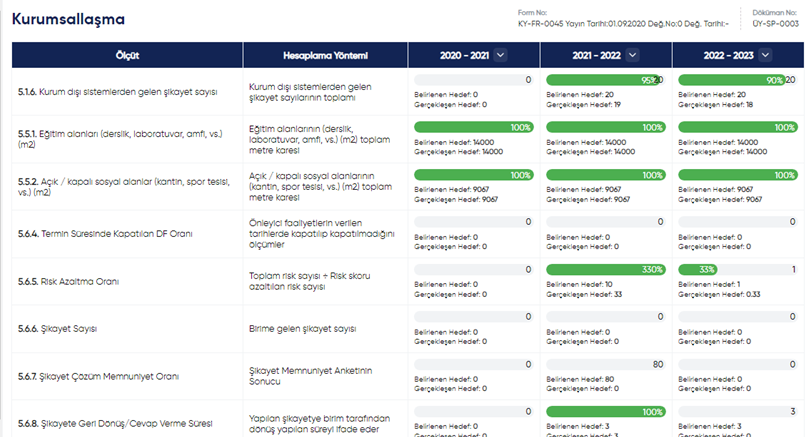 Kurumsallaşma
Form No:
KY-FR-0045 Yayın Tarihi:01.09.2020 Değ.No:0 Değ. Tarihi:-
Döküman No:
ÜY-SP-0003
Ölçüt
Hesaplama Yöntemi
2020 - 2021
2021 - 2022
2022 - 2023
5.1.6. Kurum dışı sistemlerden gelen şikayet sayısı
Kurum dışı sistemlerden gelen
şikayet sayılarının toplamı
0
Belirlenen Hedef: 0
Gerçekleşen Hedef: 0
95% 20
Belirlenen Hedef: 20
Gerçekleşen Hedef: 19
90% 20
Belirlenen Hedef: 20
Gerçekleşen Hedef: 18
5.5.1. Eğitim alanları (derslik, laboratuvar, amfi, vs.)
(m2)
Eğitim alanlarının (derslik,
laboratuvar, amfi, vs.) (m2) toplam
metre karesi
100%
Belirlenen Hedef: 14000
Gerçekleşen Hedef: 14000
100%
Belirlenen Hedef: 14000
Gerçekleşen Hedef: 14000
100%
Belirlenen Hedef: 14000
Gerçekleşen Hedef: 14000
5.5.2. Açık / kapalı sosyal alanlar (kantin, spor tesisi,
vs.) (m2)
Açık / kapalı sosyal alanlarının
(kantin, spor tesisi, vs.) (m2) toplam
metre karesi
100%
Belirlenen Hedef: 9067
Gerçekleşen Hedef: 9067
100%
Belirlenen Hedef: 9067
Gerçekleşen Hedef: 9067
100%
Belirlenen Hedef: 9067
Gerçekleşen Hedef: 9067
5.6.4. Termin Süresinde Kapatılan DF Oranı
Önleyici faaliyetlerin verilen
tarihlerde kapatılıp kapatılmadığını
ölçümler
0
Belirlenen Hedef: 0
Gerçekleşen Hedef: 0
0
Belirlenen Hedef: 0
Gerçekleşen Hedef: 0
0
Belirlenen Hedef: 0
Gerçekleşen Hedef: 0
5.6.5. Risk Azaltma Oranı
Toplam risk sayısı ÷ Risk skoru
azaltılan risk sayısı
0
Belirlenen Hedef: 0
Gerçekleşen Hedef: 0
330%
Belirlenen Hedef: 10
Gerçekleşen Hedef: 33
33% 1
Belirlenen Hedef: 1
Gerçekleşen Hedef: 0.33
5.6.6. Şikayet Sayısı
Birime gelen şikayet sayısı
0
Belirlenen Hedef: 0
Gerçekleşen Hedef: 0
0
Belirlenen Hedef: 0
Gerçekleşen Hedef: 0
0
Belirlenen Hedef: 0
Gerçekleşen Hedef: 0
5.6.7. Şikayet Çözüm Memnuniyet Oranı
Şikayet Memnuniyet Anketinin
Sonucu
0
Belirlenen Hedef: 0
Gerçekleşen Hedef: 0
80
Belirlenen Hedef: 80
Gerçekleşen Hedef: 0
0
Belirlenen Hedef: 0
Gerçekleşen Hedef: 0
5.6.8. Şikayete Geri Dönüş/Cevap Verme Süresi
Yapılan şikayetye birim tarafından
dönüş yapılan süreyi ifade eder
0
Belirlenen Hedef: 0
Gerçekleşen Hedef: 0
100%
Belirlenen Hedef: 3
Gerçekleşen Hedef: 3
3
Belirlenen Hedef: 3
Gerçekleşen Hedef: 0